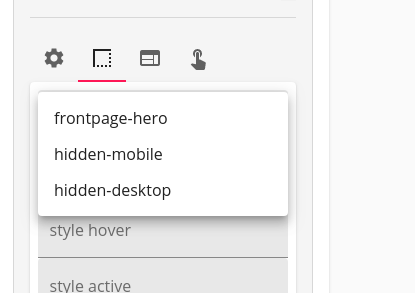 frontpage-hero
hidden-mobile
hidden-desktop
style hover
style active